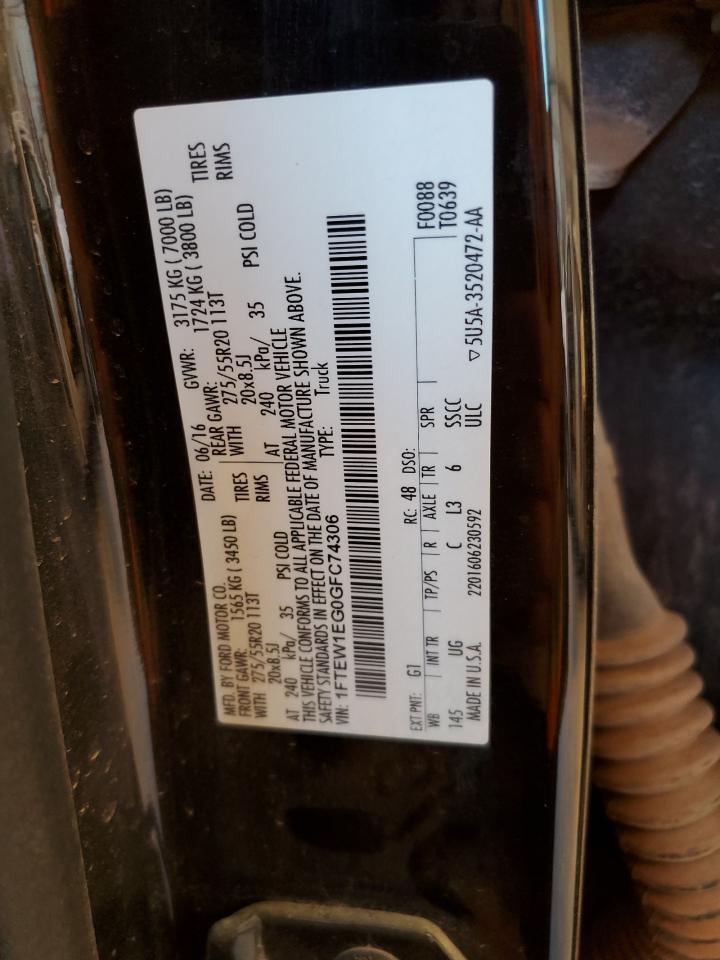 MFD. BY FORD MOTOR CO.
DATE: 06/16 GVWR: 3175 KG ( 7000 LB)
FRONT GAWR: 1565 KG ( 3450 LB) REAR GAWR: 1724 KG ( 3800 LB)
WITH 275/55R20 113T TIRES WITH 275/55R20 113T TIRES
20x8.5J RIMS 20x8.5J RIMS
AT 240 kPa/ 35 PSI COLD AT 240 kPa/ 35 PSI COLD
THIS VEHICLE CONFORMS TO ALL APPLICABLE FEDERAL MOTOR VEHICLE
SAFETY STANDARDS IN EFFECT ON THE DATE OF MANUFACTURE SHOWN ABOVE.
VIN: 1FTEW1EG0GFC74306 TYPE: Truck
EXT PNT: G1 RC: 48 DSO: F0088
WB INT TR TP/PS R AXLE TR SPR T0639
145 UG C L3 6 SSCC
MADE IN U.S.A. 2201606230592 ULC ▽5U5A-3520472-AA